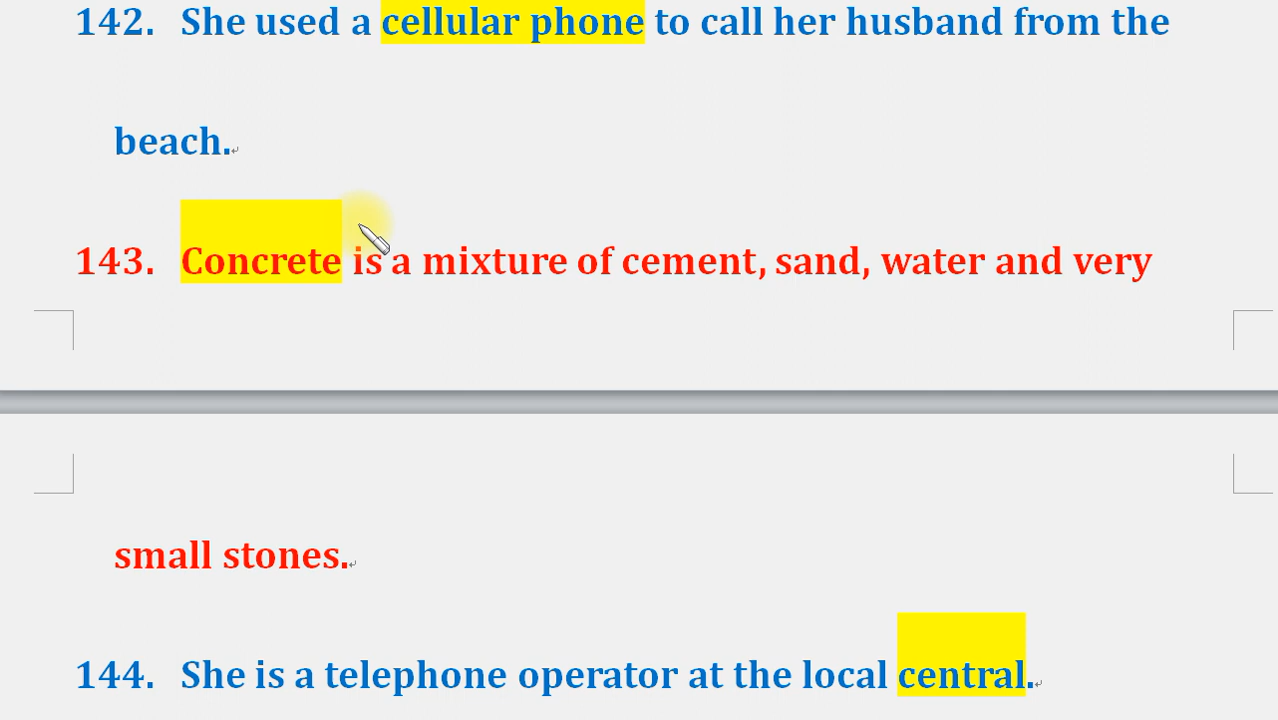 142. She used a cellular phone to call her husband from the
beach.
143. Concrete is a mixture of cement, sand, water and very
small stones.
144. She is a telephone operator at the local central.